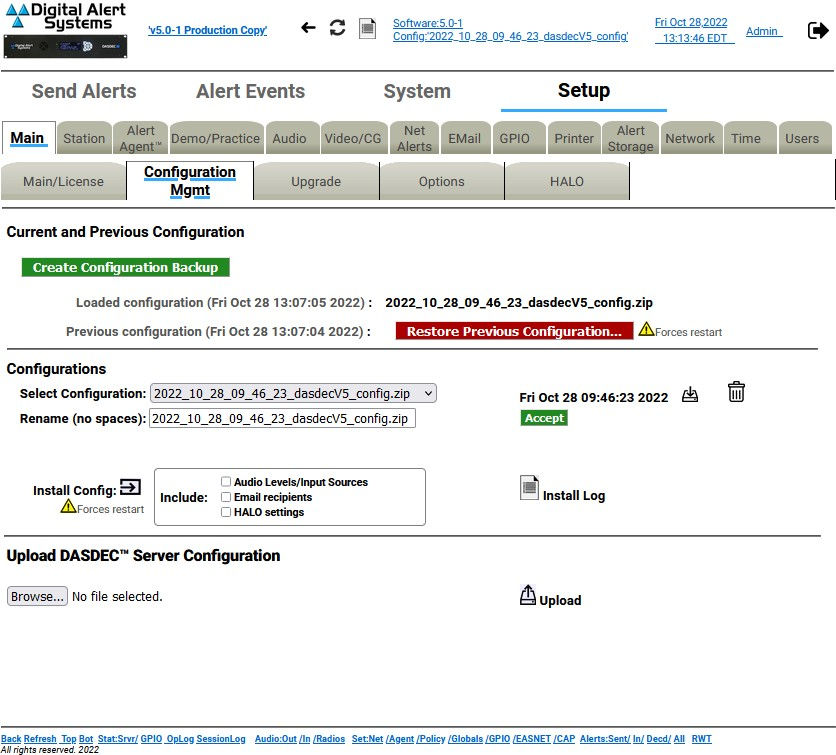 Digital Alert
Systems
'v5.0-1 Production Copy'
Software:5.0-1
Config:'2022_10_28_09_46_23_dasdecV5_config'
Fri Oct 28,2022
13:13:46 EDT
Admin
Send Alerts Alert Events System Setup
Main Station Alert Agent™ Demo/Practice Audio Video/CG Net Alerts EMail GPIO Printer Alert Storage Network Time Users
Main/License Configuration Mgmt Upgrade Options HALO
Current and Previous Configuration
Create Configuration Backup
Loaded configuration (Fri Oct 28 13:07:05 2022) : 2022_10_28_09_46_23_dasdecV5_config.zip
Previous configuration (Fri Oct 28 13:07:04 2022) : Restore Previous Configuration... Forces restart
Configurations
Select Configuration: 2022_10_28_09_46_23_dasdecV5_config.zip Fri Oct 28 09:46:23 2022
Rename (no spaces): 2022_10_28_09_46_23_dasdecV5_config.zip Accept
Install Config:
Forces restart
Include:
Audio Levels/Input Sources
Email recipients
HALO settings
Install Log
Upload DASDEC™ Server Configuration
Browse... No file selected. Upload
Back Refresh Top Bot Stat:Srvr/ GPIO OpLog SessionLog Audio:Out /In /Radios Set:Net /Agent /Policy /Globals /GPIO /EASNET /CAP Alerts:Sent/ In/ Decd/ All RWT
All rights reserved. 2022